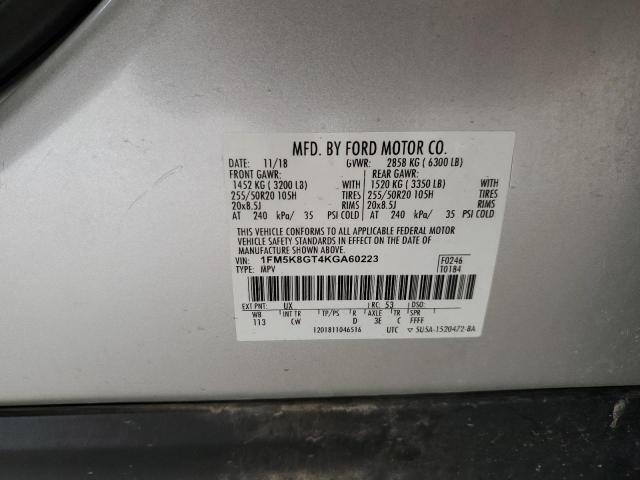 MFD. BY FORD MOTOR CO.
DATE: 11/18 GVWR: 2858 KG ( 6300 LB)
FRONT GAWR: REAR GAWR:
1452 KG ( 3200 LB) WITH 1520 KG ( 3350 LB) WITH
255/50R20 105H TIRES 255/50R20 105H TIRES
20x8.5J RIMS 20x8.5J RIMS
AT 240 kPa/ 35 PSI COLD AT 240 kPa/ 35 PSI COLD
THIS VEHICLE CONFORMS TO ALL APPLICABLE FEDERAL MOTOR
VEHICLE SAFETY STANDARDS IN EFFECT ON THE DATE OF
MANUFACTURE SHOWN ABOVE.
VIN: 1FM5K8GT4KGA60223 F0246
TYPE: MPV T0184
EXT PNT: UX RC: 53 DSO:
WB INT TR TP/PS R AXLE TR SPR
113 CW D 3E C FFFF
1201811046516 UTC ▽ 5U5A-1520472-BA